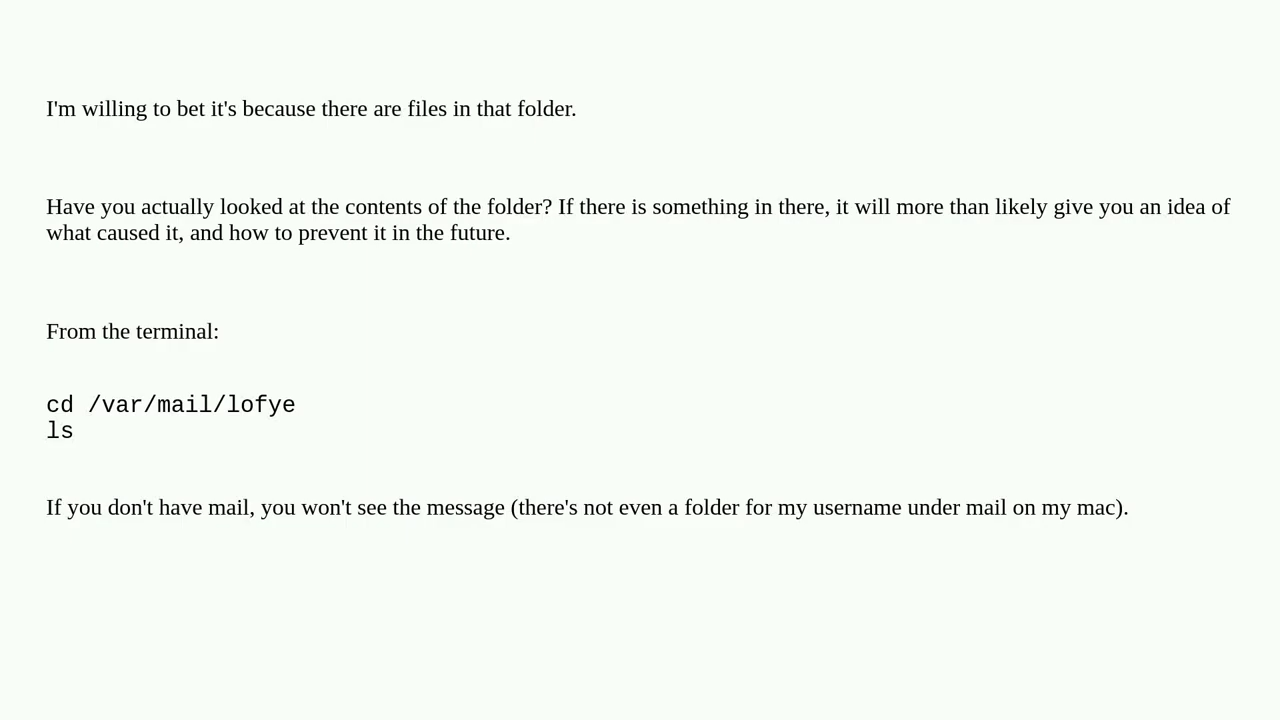 I'm willing to bet it's because there are files in that folder.
Have you actually looked at the contents of the folder? If there is something in there, it will more than likely give you an idea of
what caused it, and how to prevent it in the future.
From the terminal:
cd /var/mail/lofye
ls
If you don't have mail, you won't see the message (there's not even a folder for my username under mail on my mac).